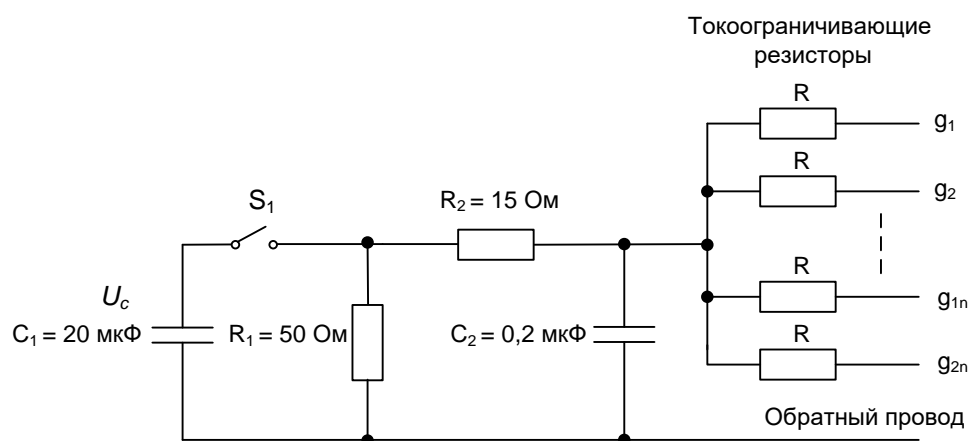 Токоограничивающие
резисторы
R
g₁
R
g₂
S₁
R₂ = 15 Ом
R
g₁ₙ
U꜀
C₁ = 20 мкФ
R₁ = 50 Ом
C₂ = 0,2 мкФ
R
g₂ₙ
Обратный провод